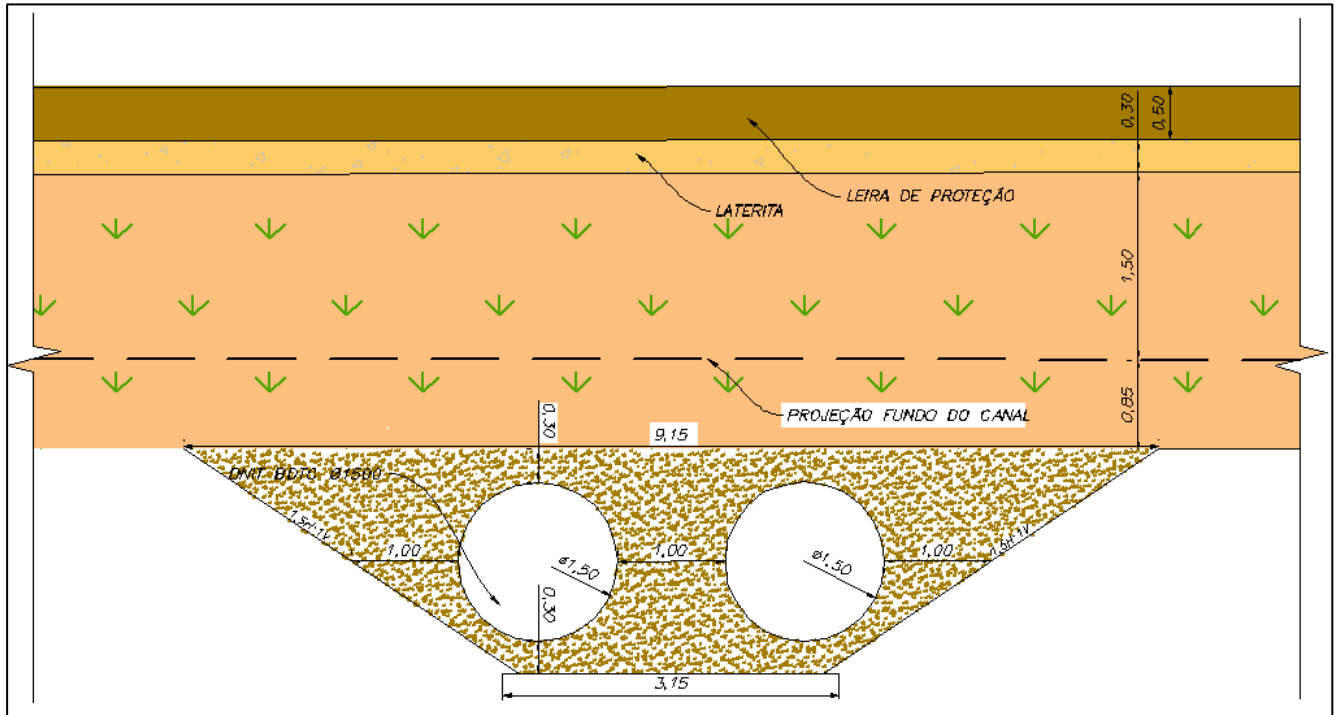 0,30
0,50
LEIRA DE PROTEÇÃO
LATERITA
1,50
PROJEÇÃO FUNDO DO CANAL
0,85
0,30
9,15
DNIT BDTC Ø1500
1,5H:1V
1,00
1,00
1,00
1,5H:1V
ø1,50
ø1,50
0,30
3,15